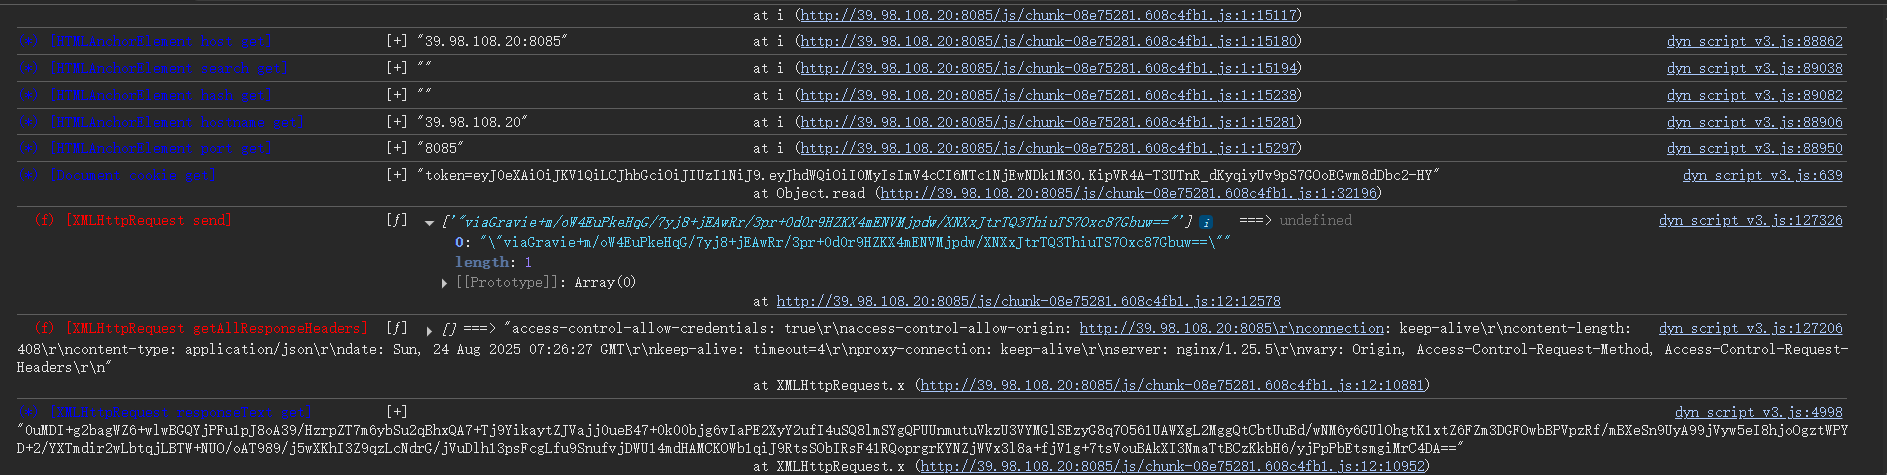 at i (http://39.98.108.20:8085/js/chunk-08e75281.608c4fb1.js:1:15117)
(*) [HTMLAnchorElement host get] [+] "39.98.108.20:8085" at i (http://39.98.108.20:8085/js/chunk-08e75281.608c4fb1.js:1:15180) dyn_script_v3.js:88862
(*) [HTMLAnchorElement search get] [+] "" at i (http://39.98.108.20:8085/js/chunk-08e75281.608c4fb1.js:1:15194) dyn_script_v3.js:89038
(*) [HTMLAnchorElement hash get] [+] "" at i (http://39.98.108.20:8085/js/chunk-08e75281.608c4fb1.js:1:15238) dyn_script_v3.js:89082
(*) [HTMLAnchorElement hostname get] [+] "39.98.108.20" at i (http://39.98.108.20:8085/js/chunk-08e75281.608c4fb1.js:1:15281) dyn_script_v3.js:88906
(*) [HTMLAnchorElement port get] [+] "8085" at i (http://39.98.108.20:8085/js/chunk-08e75281.608c4fb1.js:1:15297) dyn_script_v3.js:88950
(*) [Document cookie get] [+] "token=eyJ0eXAiOiJKV1QiLCJhbGciOiJIUzI1NiJ9.eyJhdWQiOiI0MyIsImV4cCI6MTc1NjEwNDk1M30.KipVR4A-T3UTnR_dKyqiyUv9pS7GOoEGwm8dDbc2-HY" dyn_script_v3.js:639
at Object.read (http://39.98.108.20:8085/js/chunk-08e75281.608c4fb1.js:1:32196)
(f) [XMLHttpRequest send] [ƒ] ['"viaGravie+m/oW4EuPkeHqG/7yj8+jEAwRr/3pr+0dOr9HZKX4mENVMjpdw/XNXxJtrTQ3ThiuTS7Oxc87Gbuw=="'] i ===> undefined dyn_script_v3.js:127326
0: "\"viaGravie+m/oW4EuPkeHqG/7yj8+jEAwRr/3pr+0dOr9HZKX4mENVMjpdw/XNXxJtrTQ3ThiuTS7Oxc87Gbuw==\""
length: 1
[[Prototype]]: Array(0)
at http://39.98.108.20:8085/js/chunk-08e75281.608c4fb1.js:12:12578
(f) [XMLHttpRequest getAllResponseHeaders] [ƒ] [] ===> "access-control-allow-credentials: true\r\naccess-control-allow-origin: http://39.98.108.20:8085\r\nconnection: keep-alive\r\ncontent-length: dyn_script_v3.js:127206
408\r\ncontent-type: application/json\r\ndate: Sun, 24 Aug 2025 07:26:27 GMT\r\nkeep-alive: timeout=4\r\nproxy-connection: keep-alive\r\nserver: nginx/1.25.5\r\nvary: Origin, Access-Control-Request-Method, Access-Control-Request-
Headers\r\n"
at XMLHttpRequest.x (http://39.98.108.20:8085/js/chunk-08e75281.608c4fb1.js:12:10881)
(*) [XMLHttpRequest responseText get] [+] dyn_script_v3.js:4998
"OuMDI+g2bagWZ6+wlwBGQYjPFu1pJ8oA39/HzrpZT7m6ybSu2qBhxQA7+Tj9YikaytZJVajj0ueB47+0k00bjg6vIaPE2XyY2ufI4uSQ8lmSYgQPUUnmutuVkzU3VYMGlSEzyG8q70561UAWXgL2MggQtCbtUuBd/wNM6y6GUlOhgtK1xtZ6FZm3DGFOwbBPVpzRf/mBXeSn9UyA99jVyw5eI8hjoOgztWPY
D+2/YXTmdir2wLbtqjLBTW+NUO/oAT989/j5wXKhI3Z9qzLcNdrG/jVuDlh13psFcgLfu9SnufvjDWU14mdHAMCKOWb1qiJ9RtsSObIRsF41RQoprgrKYNZjWVx3l8a+fjV1g+7tsVouBAkXI3NmaTtBCzKkbH6/yjPpPbEtsmgiMrC4DA=="
at XMLHttpRequest.x (http://39.98.108.20:8085/js/chunk-08e75281.608c4fb1.js:12:10952)